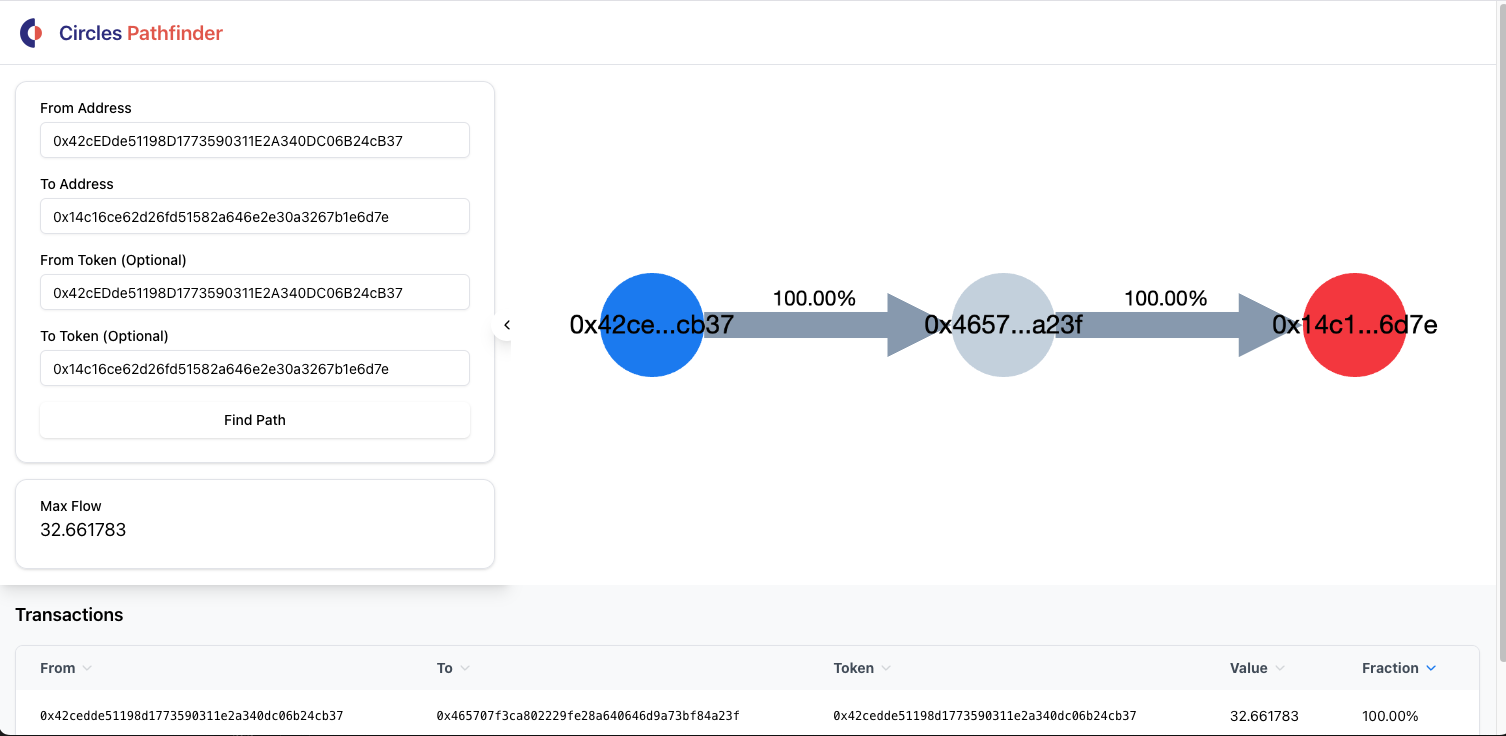 Circles Pathfinder
From Address
0x42cEDde51198D1773590311E2A340DC06B24cB37
To Address
0x14c16ce62d26fd51582a646e2e30a3267b1e6d7e
From Token (Optional)
0x42cEDde51198D1773590311E2A340DC06B24cB37
To Token (Optional)
0x14c16ce62d26fd51582a646e2e30a3267b1e6d7e
Find Path
Max Flow
32.661783
100.00% 100.00%
0x42ce...cb37 0x4657...a23f 0x14c1...6d7e
Transactions
From To Token Value Fraction
0x42cedde51198d1773590311e2a340dc06b24cb37 0x465707f3ca802229fe28a640646d9a73bf84a23f 0x42cedde51198d1773590311e2a340dc06b24cb37 32.661783 100.00%